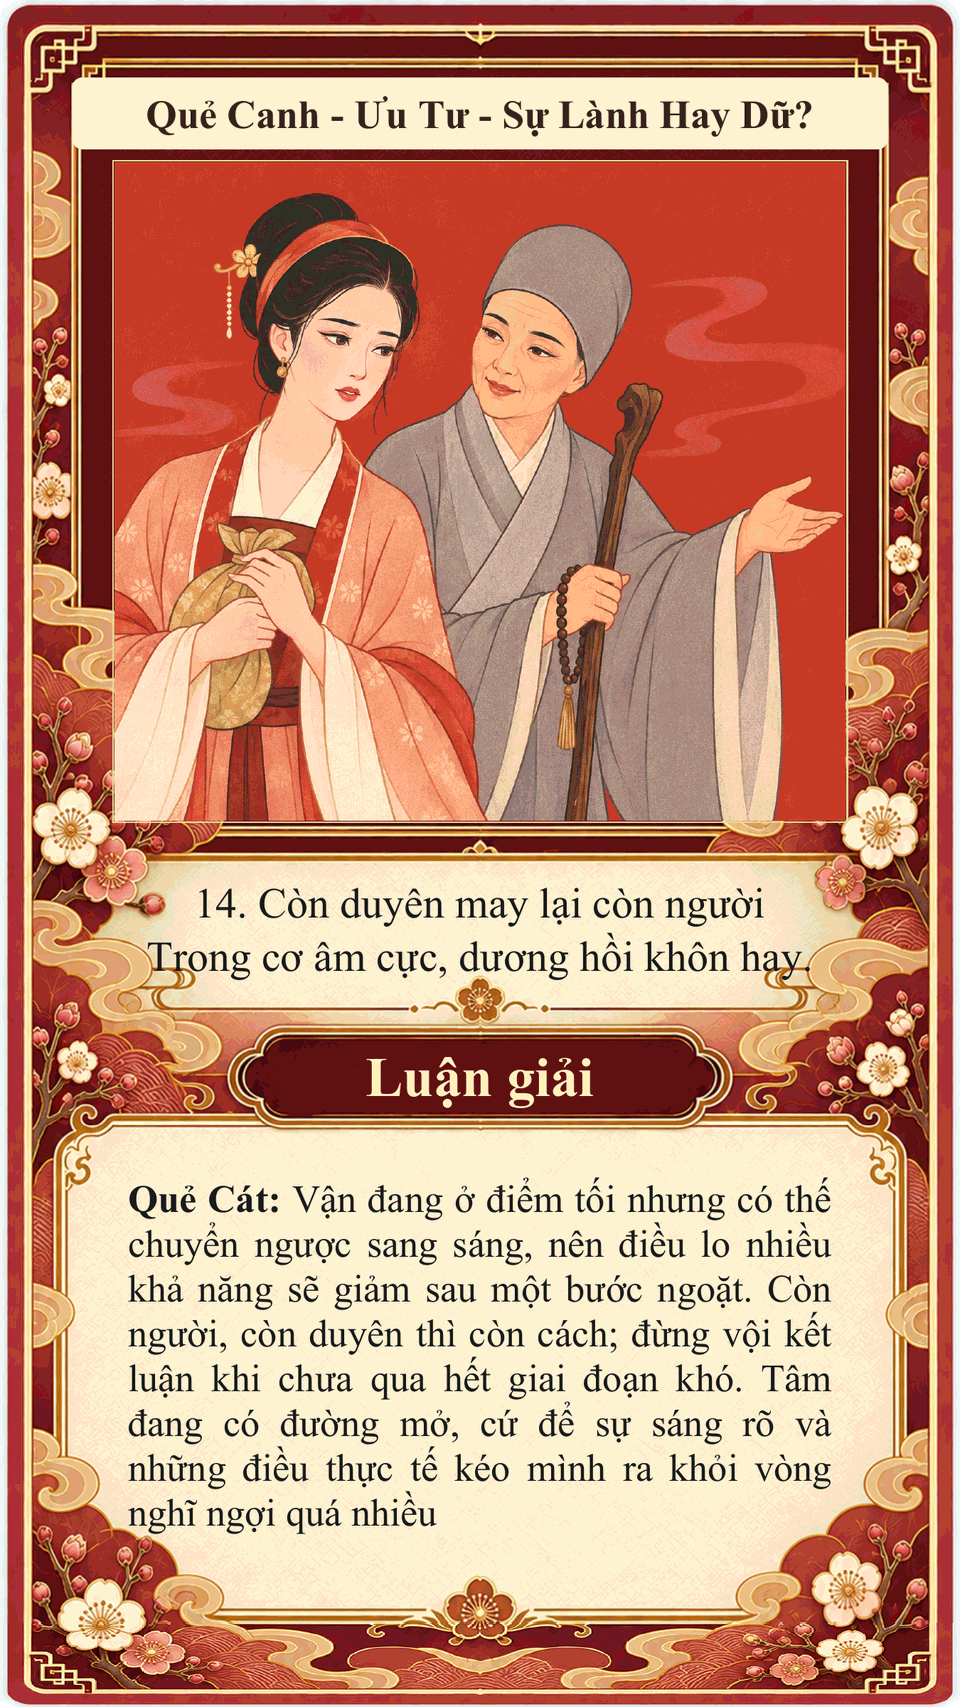 Quẻ Canh - Ưu Tư - Sự Lành Hay Dữ?
14. Còn duyên may lại còn người
Trong cơ âm cực, dương hồi khôn hay.
Luận giải
Quẻ Cát: Vận đang ở điểm tối nhưng có thế
chuyển ngược sang sáng, nên điều lo nhiều
khả năng sẽ giảm sau một bước ngoặt. Còn
người, còn duyên thì còn cách; đừng vội kết
luận khi chưa qua hết giai đoạn khó. Tâm
đang có đường mở, cứ để sự sáng rõ và
những điều thực tế kéo mình ra khỏi vòng
nghĩ ngợi quá nhiều